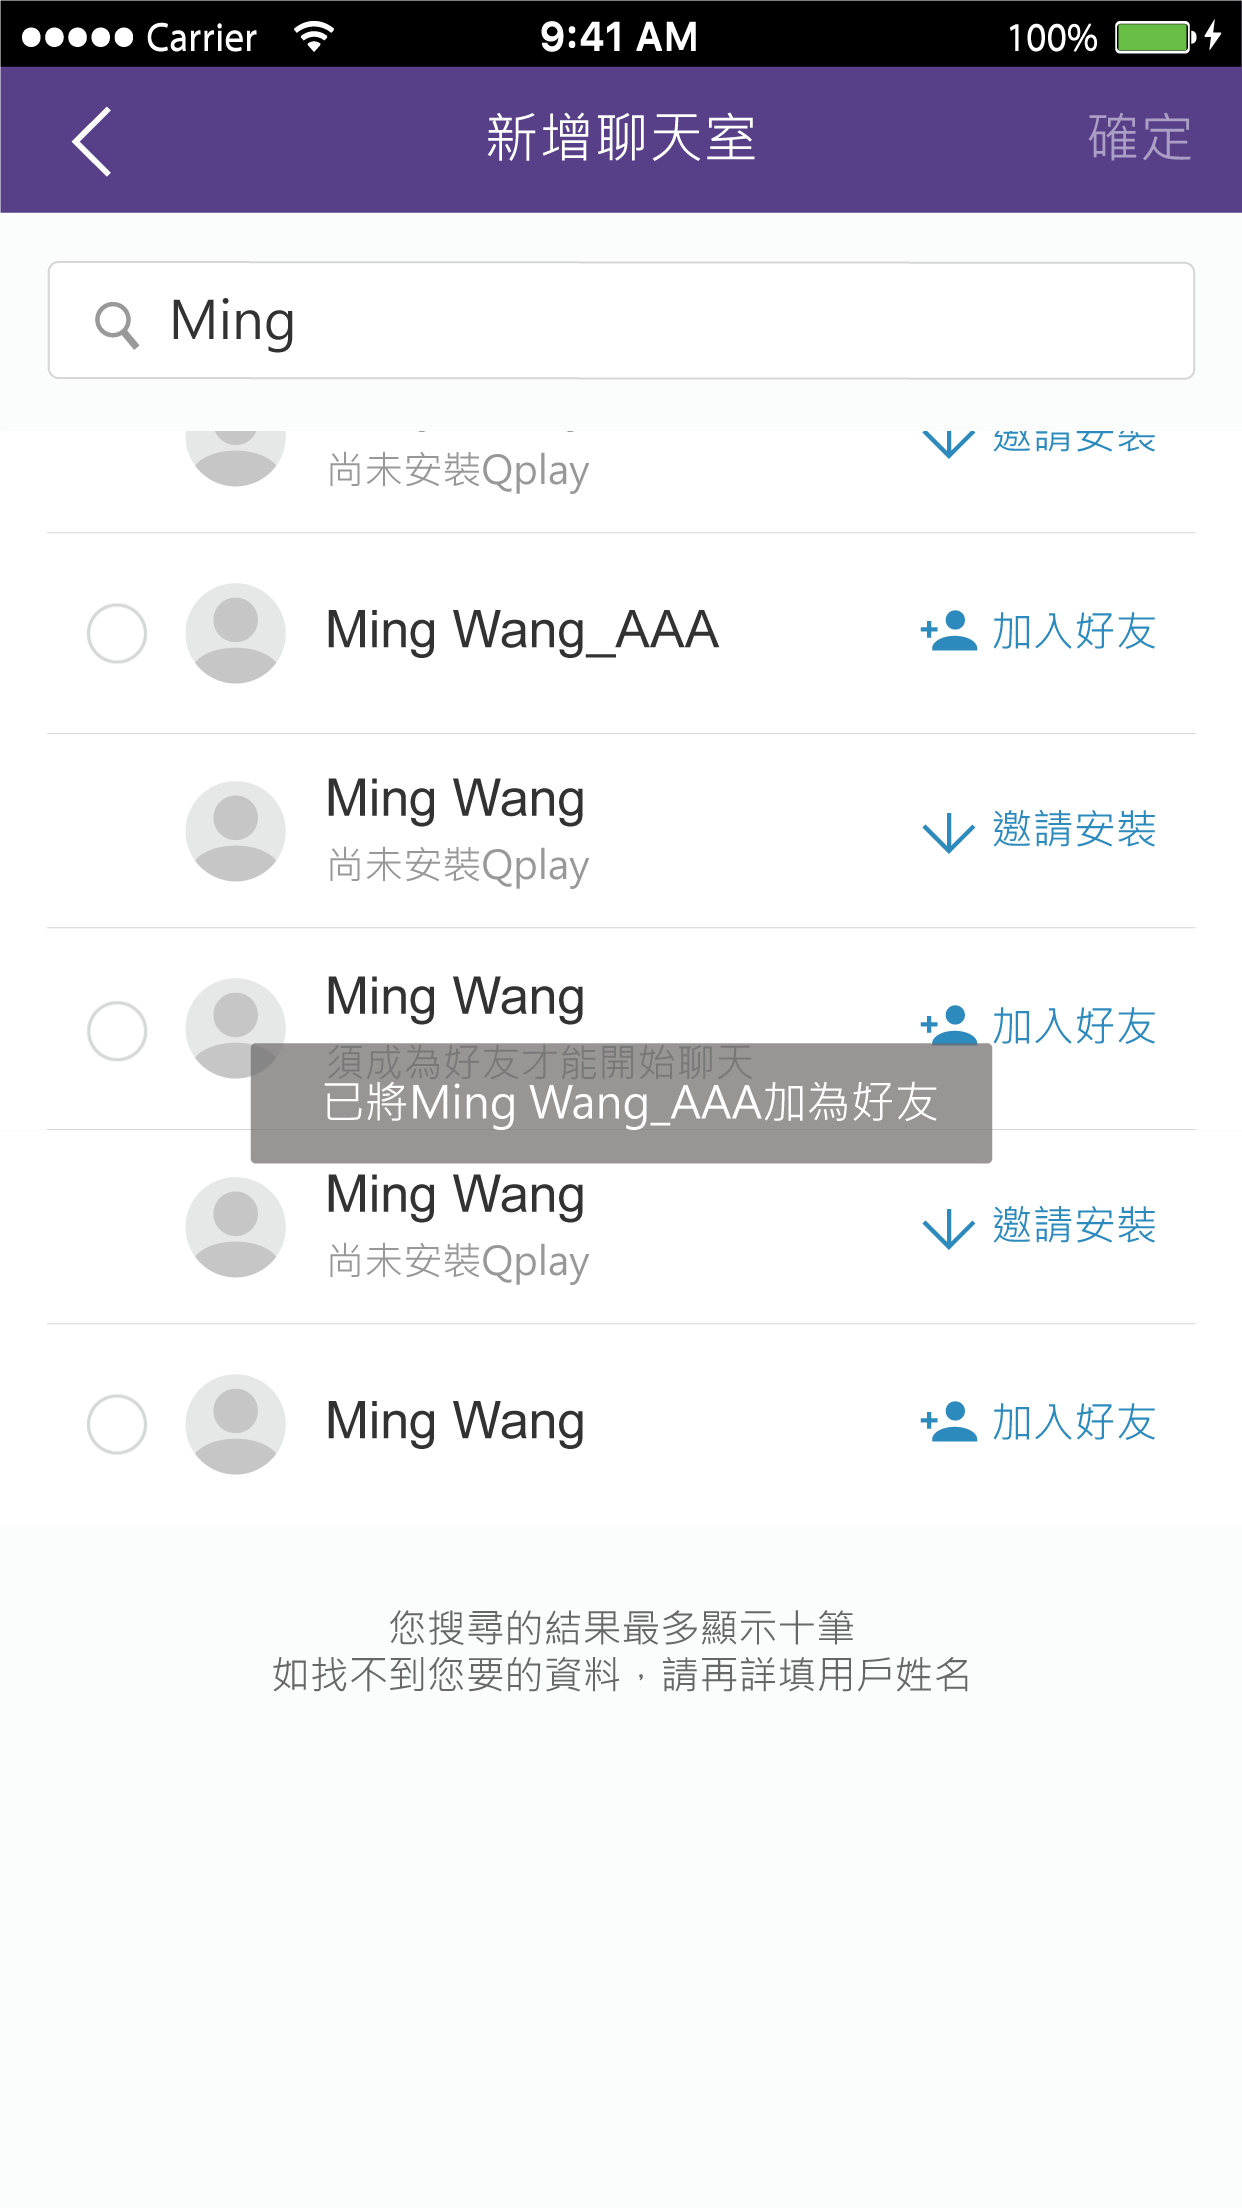 Carrier 9:41 AM 100%
新增聊天室 確定
Ming
邀請安裝
尚未安裝Qplay
Ming Wang_AAA 加入好友
Ming Wang
尚未安裝Qplay 邀請安裝
Ming Wang 加入好友
須成為好友才能開始聊天
已將Ming Wang_AAA加為好友
Ming Wang
尚未安裝Qplay 邀請安裝
Ming Wang 加入好友
您搜尋的結果最多顯示十筆
如找不到您要的資料，請再詳填用戶姓名